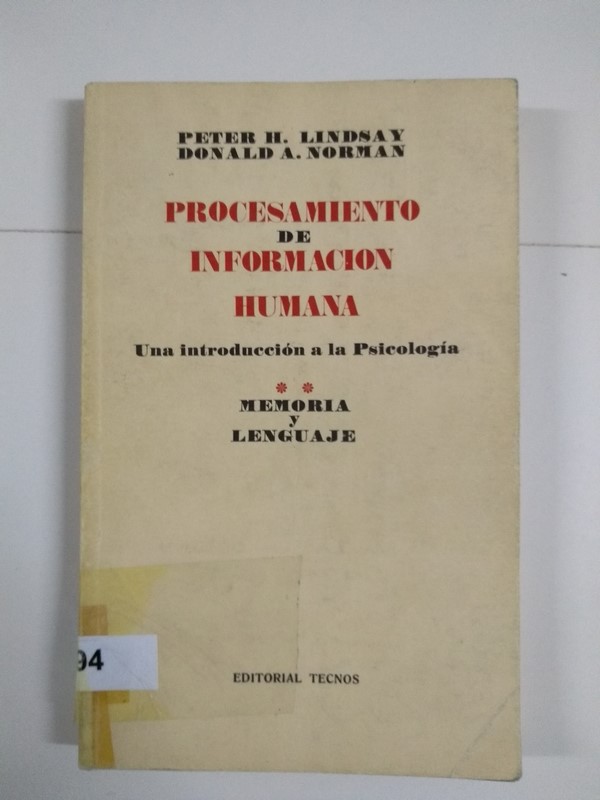 PETER H. LINDSAY
DONALD A. NORMAN
PROCESAMIENTO
DE
INFORMACION
HUMANA
Una introducción a la Psicología
* *
MEMORIA
y
LENGUAJE
94
EDITORIAL TECNOS